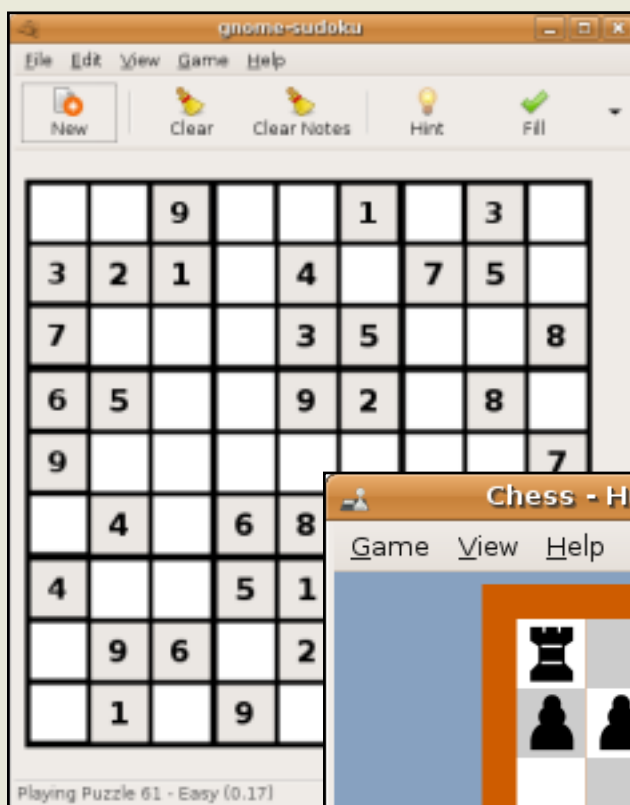 gnome-sudoku
File Edit View Game Help
New Clear Clear Notes Hint Fill
9 1 3
3 2 1 4 7 5
7 3 5 8
6 5 9 2 8
9 7
4 6 8
4 5 1
9 6 2
1 9
Playing Puzzle 61 - Easy (0.17)
Chess - H
Game View Help